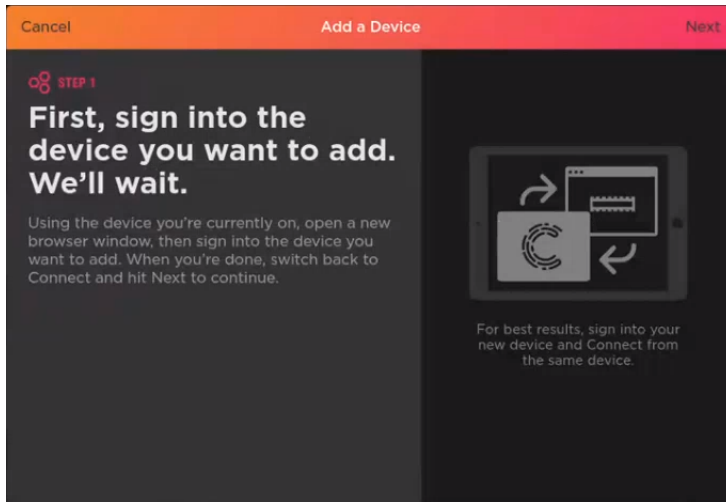 Cancel
Add a Device
Next
STEP 1
First, sign into the
device you want to add.
We’ll wait.
Using the device you’re currently on, open a new
browser window, then sign into the device you
want to add. When you’re done, switch back to
Connect and hit Next to continue.
For best results, sign into your
new device and Connect from
the same device.